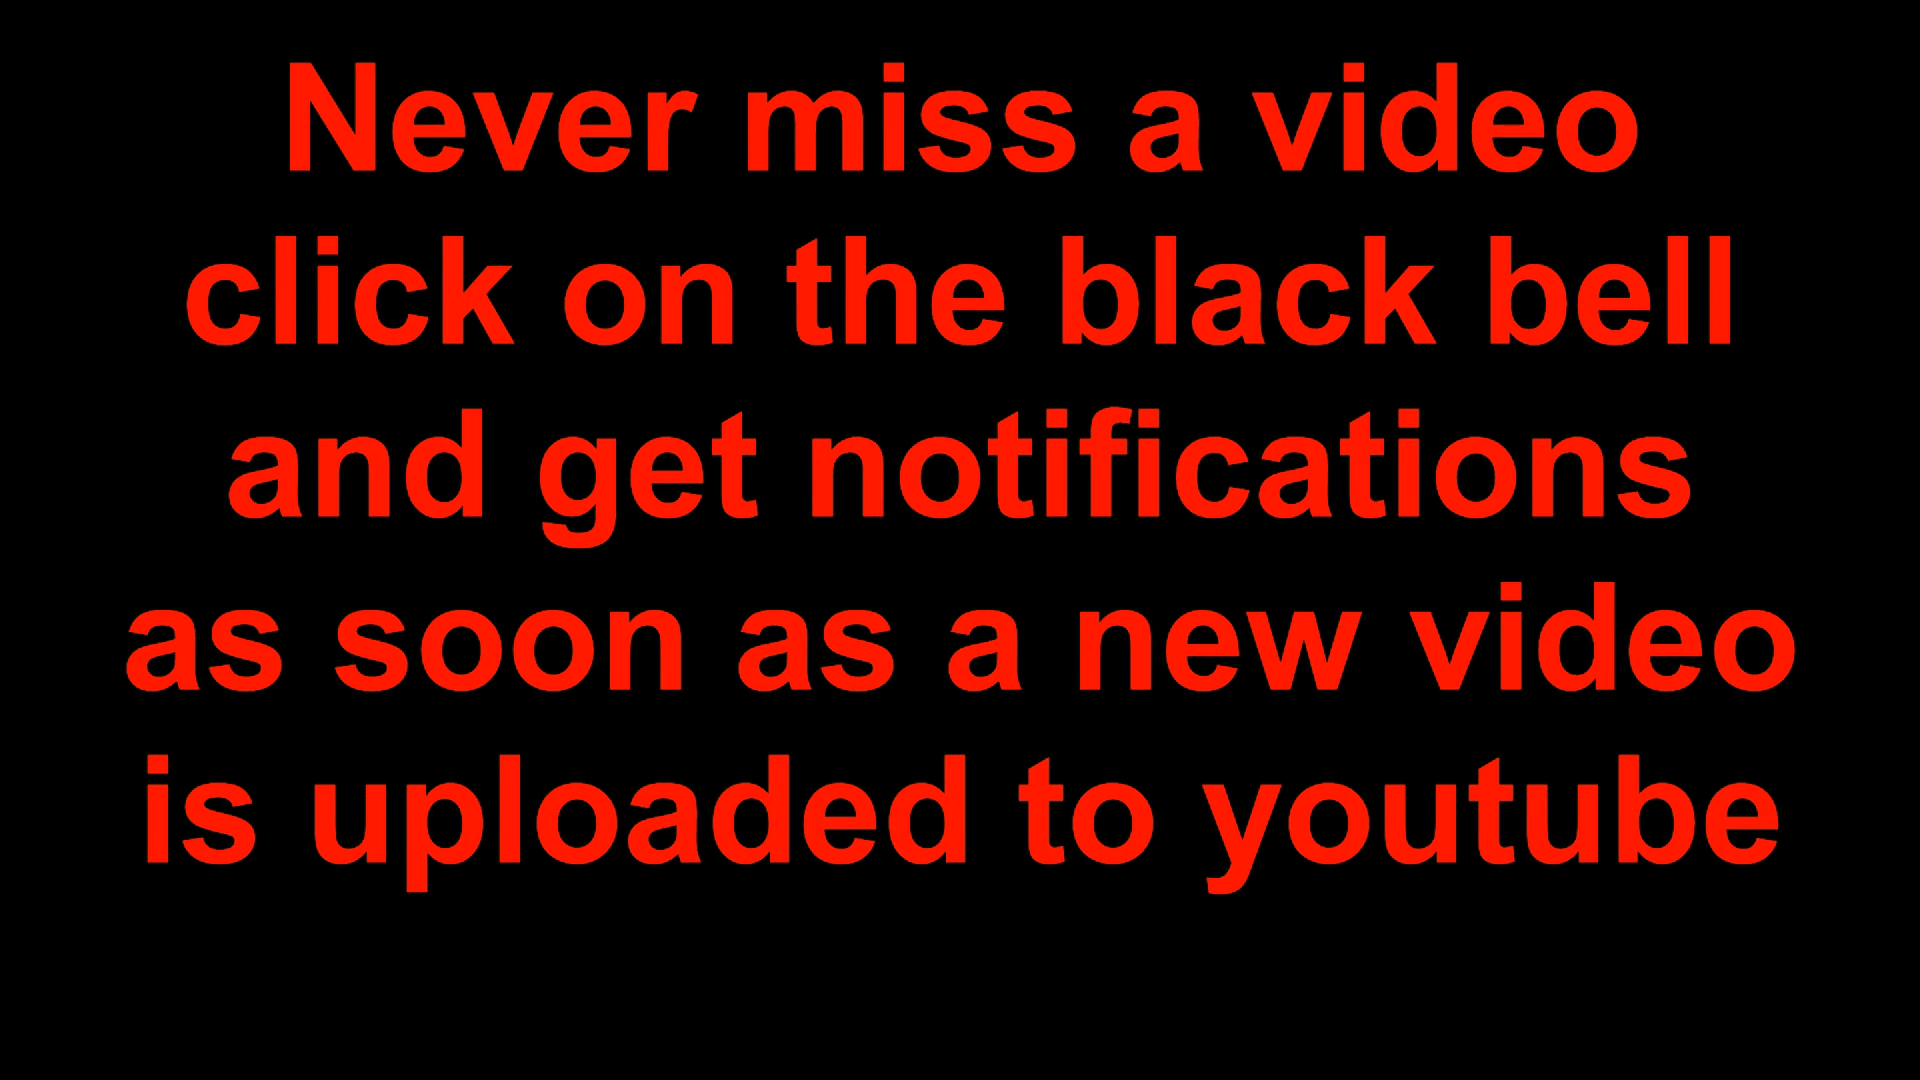 Never miss a video
click on the black bell
and get notifications
as soon as a new video
is uploaded to youtube